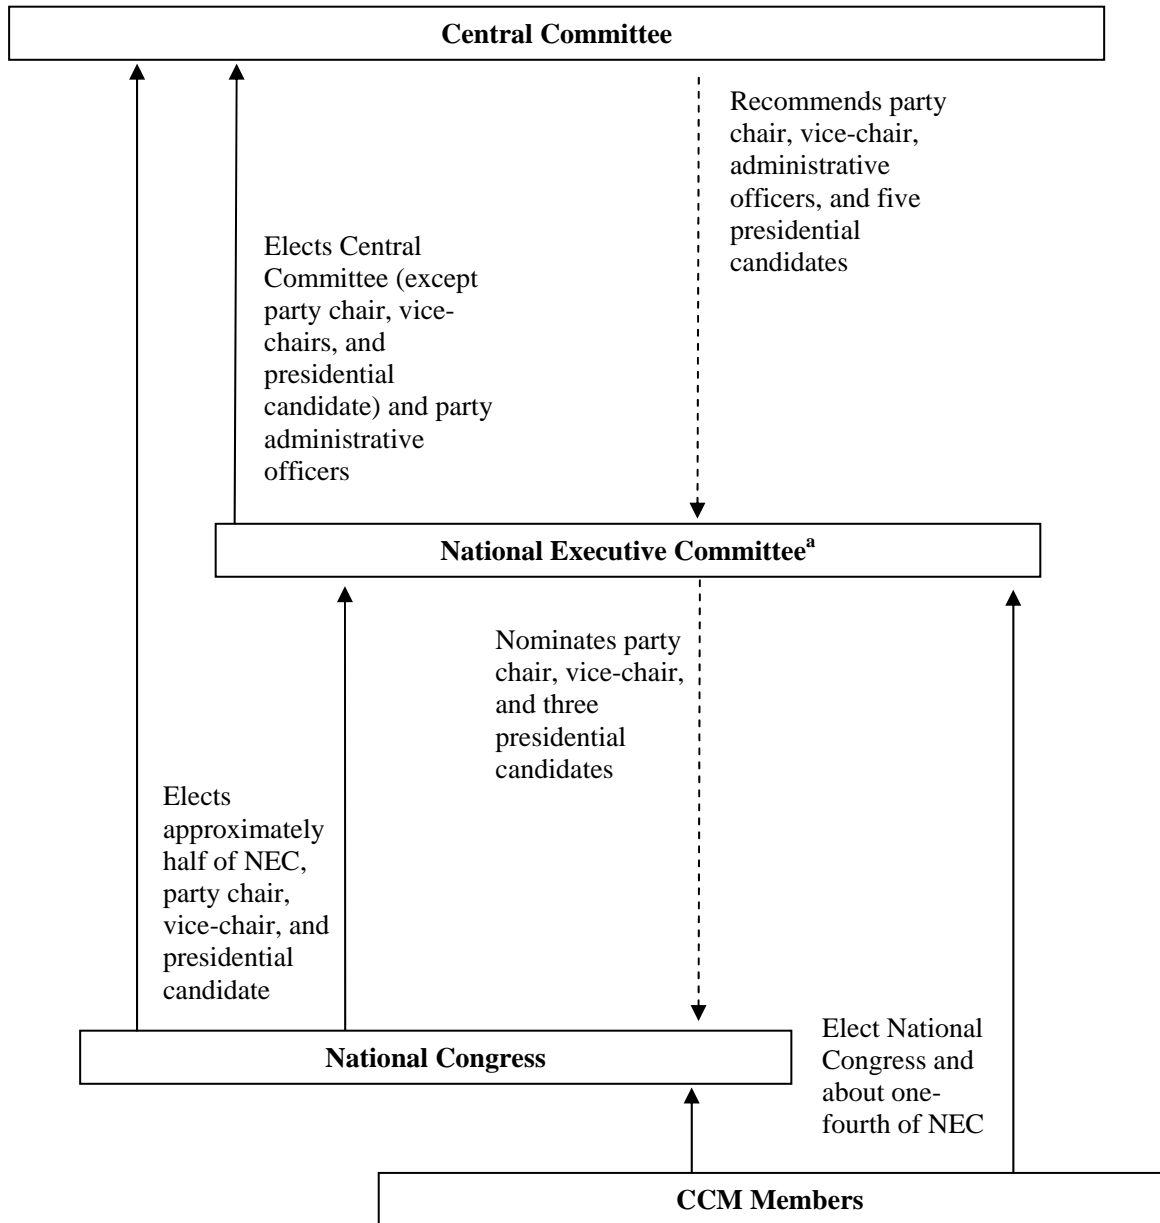 Central Committee
Recommends party
chair, vice-chair,
administrative
officers, and five
presidential
candidates
Elects Central
Committee (except
party chair, vice-
chairs, and
presidential
candidate) and party
administrative
officers
National Executive Committeeᵃ
Nominates party
chair, vice-chair,
and three
presidential
candidates
Elects
approximately
half of NEC,
party chair,
vice-chair, and
presidential
candidate
Elect National
Congress and
about one-
fourth of NEC
National Congress
CCM Members